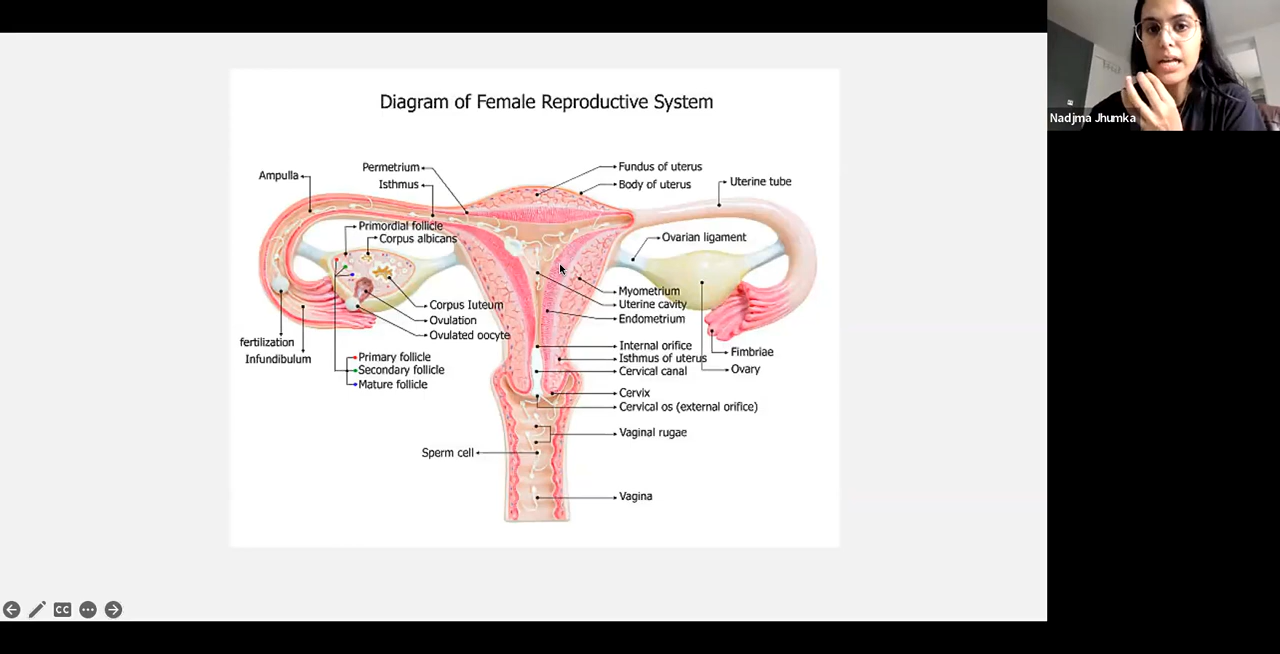 Nadjma Jhumka
Diagram of Female Reproductive System
Permetrium
Fundus of uterus
Ampulla
Isthmus
Body of uterus
Uterine tube
Primordial follicle
Corpus albicans
Ovarian ligament
Corpus luteum
Ovulation
Ovulated oocyte
Myometrium
Uterine cavity
Endometrium
fertilization
Infundibulum
Internal orifice
Isthmus of uterus
Cervical canal
Fimbriae
Ovary
Primary follicle
Secondary follicle
Mature follicle
Cervix
Cervical os (external orifice)
Vaginal rugae
Sperm cell
Vagina
CC